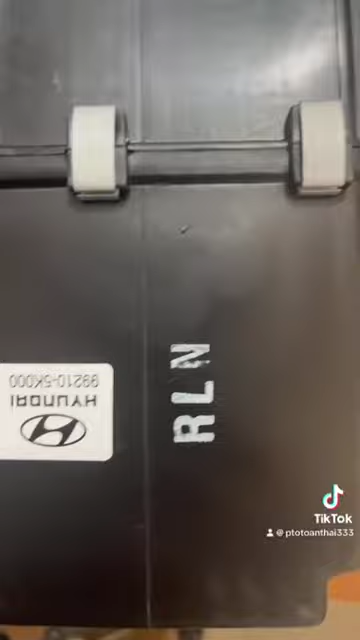 99210-5K000
HYUNDAI
RLN
TikTok
@ptotoanthai333